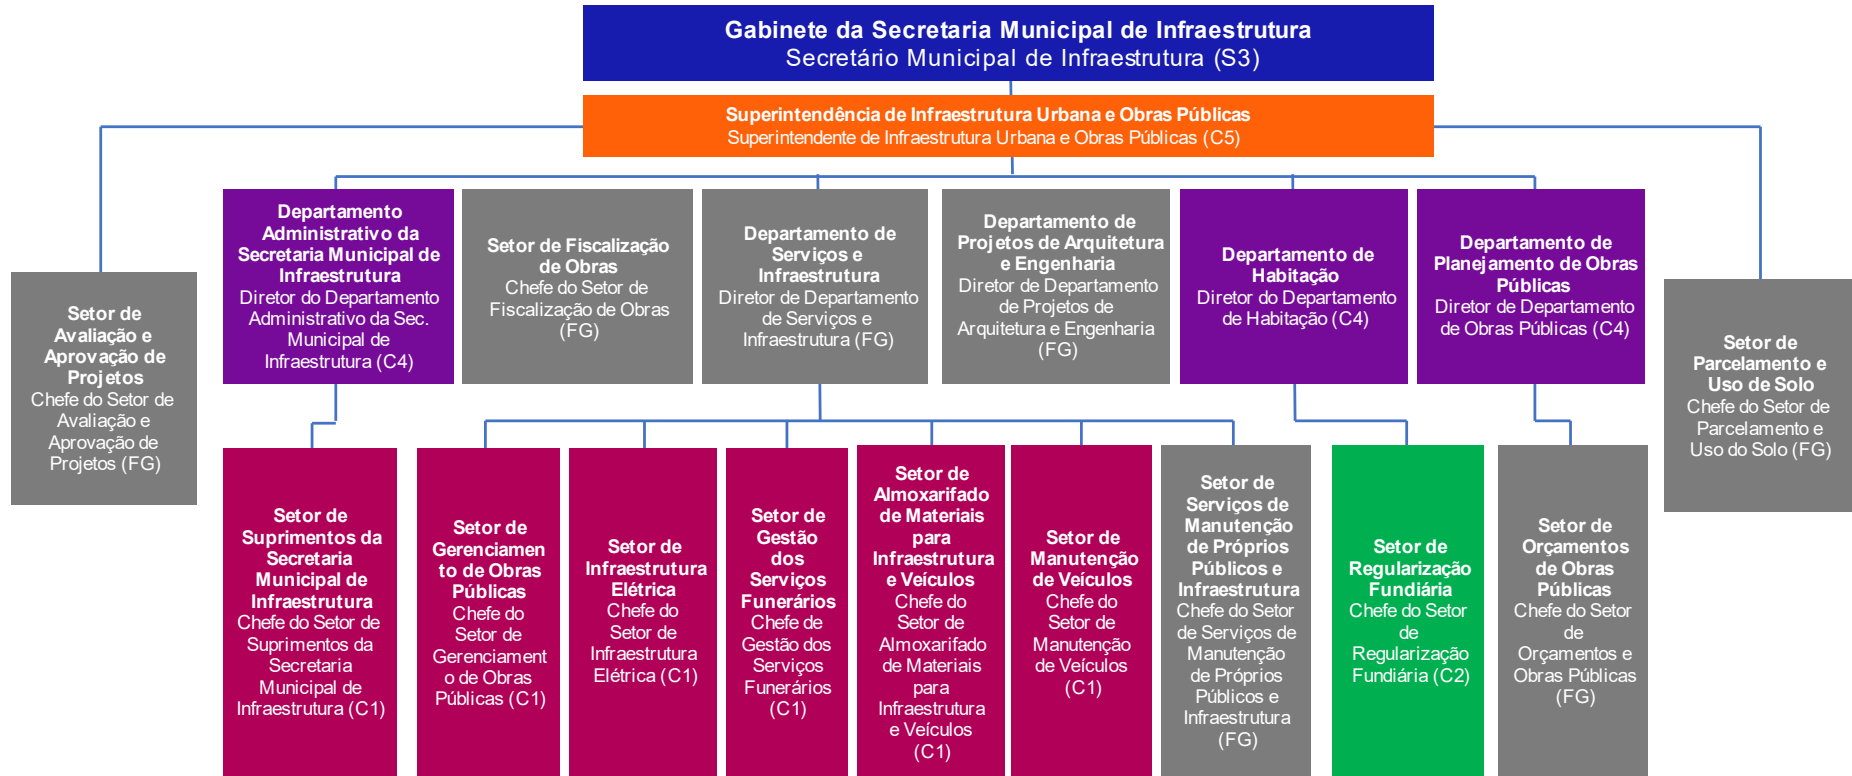 Gabinete da Secretaria Municipal de Infraestrutura
Secretário Municipal de Infraestrutura (S3)
Superintendência de Infraestrutura Urbana e Obras Públicas
Superintendente de Infraestrutura Urbana e Obras Públicas (C5)
Setor de
Avaliação e
Aprovação de
Projetos
Chefe do Setor de
Avaliação e
Aprovação de
Projetos (FG)
Departamento
Administrativo da
Secretaria Municipal de
Infraestrutura
Diretor do Departamento
Administrativo da Sec.
Municipal de
Infraestrutura (C4)
Setor de Fiscalização
de Obras
Chefe do Setor de
Fiscalização de Obras
(FG)
Departamento de
Serviços e
Infraestrutura
Diretor de Departamento
de Serviços e
Infraestrutura (FG)
Departamento de
Projetos de Arquitetura
e Engenharia
Diretor de Departamento
de Projetos de
Arquitetura e Engenharia
(FG)
Departamento de
Habitação
Diretor do Departamento
de Habitação (C4)
Departamento de
Planejamento de Obras
Públicas
Diretor de Departamento
de Obras Públicas (C4)
Setor de
Parcelamento e
Uso de Solo
Chefe do Setor de
Parcelamento e
Uso do Solo (FG)
Setor de
Suprimentos da
Secretaria
Municipal de
Infraestrutura
Chefe do Setor de
Suprimentos da
Secretaria
Municipal de
Infraestrutura (C1)
Setor de
Gerenciamen
to de Obras
Públicas
Chefe do
Setor de
Gerenciament
o de Obras
Públicas (C1)
Setor de
Infraestrutura
Elétrica
Chefe do
Setor de
Infraestrutura
Elétrica (C1)
Setor de
Gestão
dos
Serviços
Funerários
Chefe de
Gestão dos
Serviços
Funerários
(C1)
Setor de
Almoxarifado
de Materiais
para
Infraestrutura
e Veículos
Chefe do
Setor de
Almoxarifado
de Materiais
para
Infraestrutura
e Veículos
(C1)
Setor de
Manutenção
de Veículos
Chefe do
Setor de
Manutenção
de Veículos
(C1)
Setor de
Serviços de
Manutenção
de Próprios
Públicos e
Infraestrutura
Chefe do Setor
de Serviços de
Manutenção
de Próprios
Públicos e
Infraestrutura
(FG)
Setor de
Regularização
Fundiária
Chefe do Setor
de
Regularização
Fundiária (C2)
Setor de
Orçamentos
de Obras
Públicas
Chefe do Setor
de
Orçamentos e
Obras Públicas
(FG)